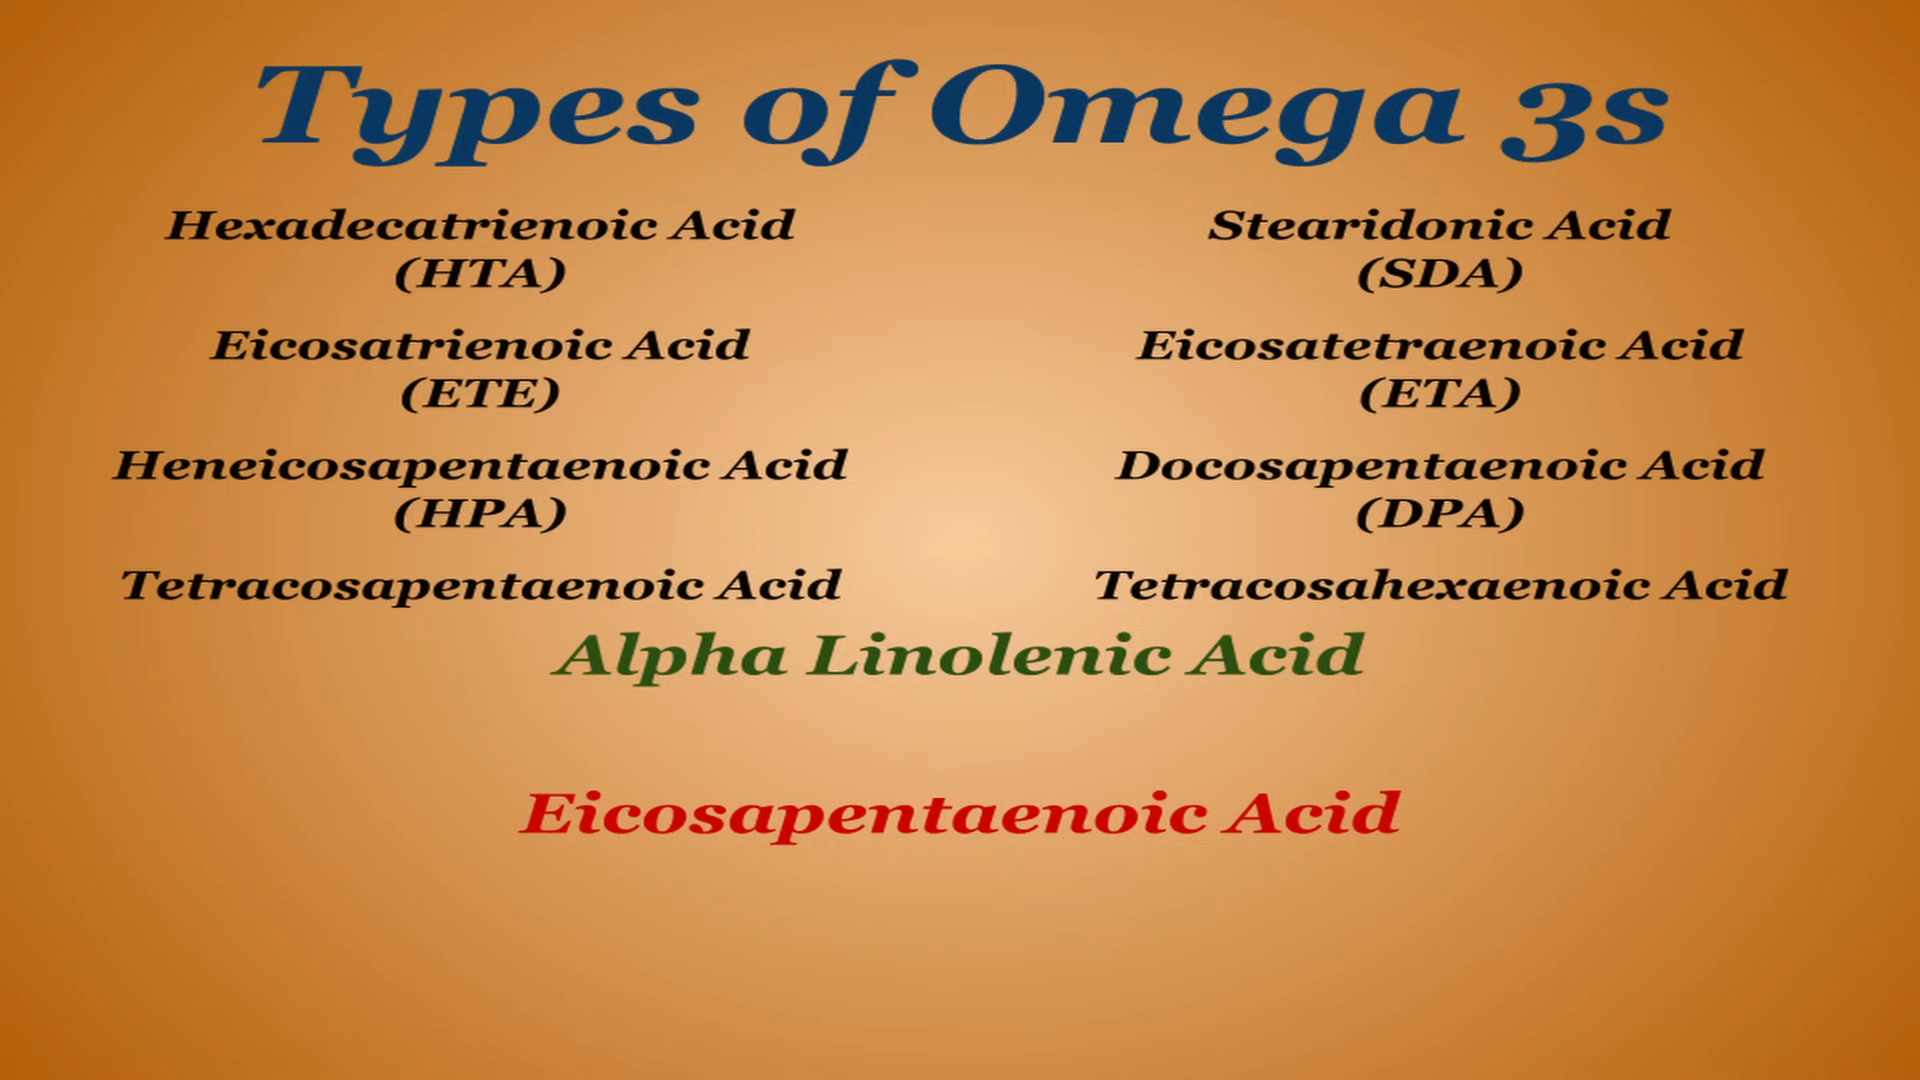 Types of Omega 3s
Hexadecatrienoic Acid
(HTA)
Stearidonic Acid
(SDA)
Eicosatrienoic Acid
(ETE)
Eicosatetraenoic Acid
(ETA)
Heneicosapentaenoic Acid
(HPA)
Docosapentaenoic Acid
(DPA)
Tetracosapentaenoic Acid
Tetracosahexaenoic Acid
Alpha Linolenic Acid
Eicosapentaenoic Acid